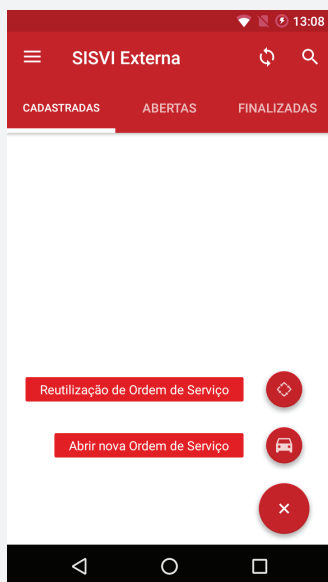 13:08
SISVI Externa
CADASTRADAS ABERTAS FINALIZADAS
Reutilização de Ordem de Serviço
Abrir nova Ordem de Serviço